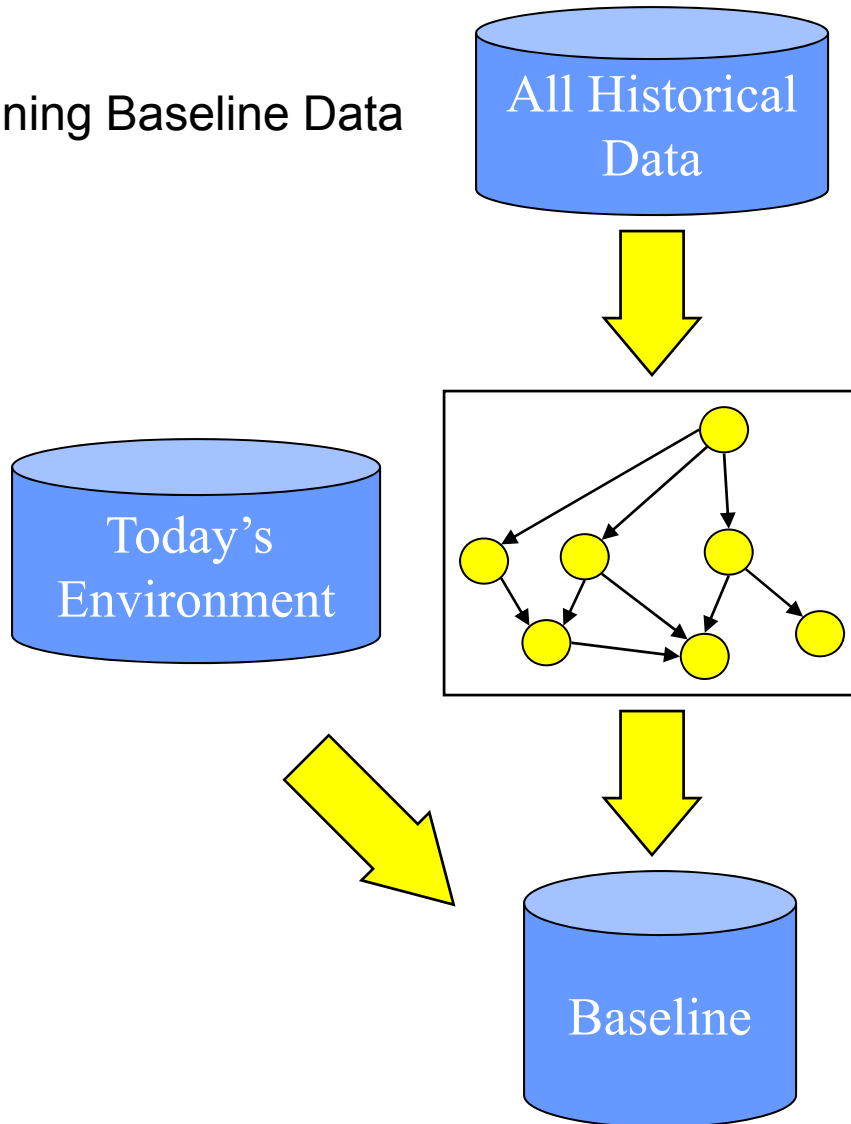 ning Baseline Data
All Historical
Data
Today’s
Environment
Baseline